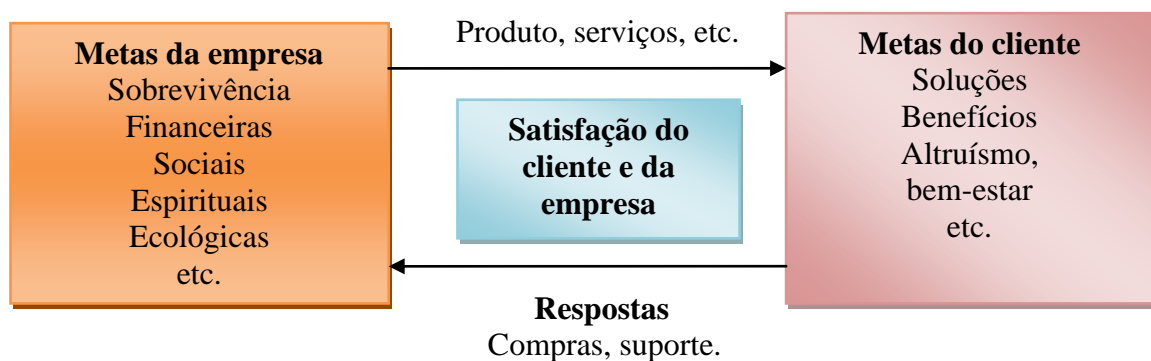 Metas da empresa
Sobrevivência
Financeiras
Sociais
Espirituais
Ecológicas
etc.
Produto, serviços, etc.
Satisfação do
cliente e da
empresa
Respostas
Compras, suporte.
Metas do cliente
Soluções
Benefícios
Altruísmo,
bem-estar
etc.